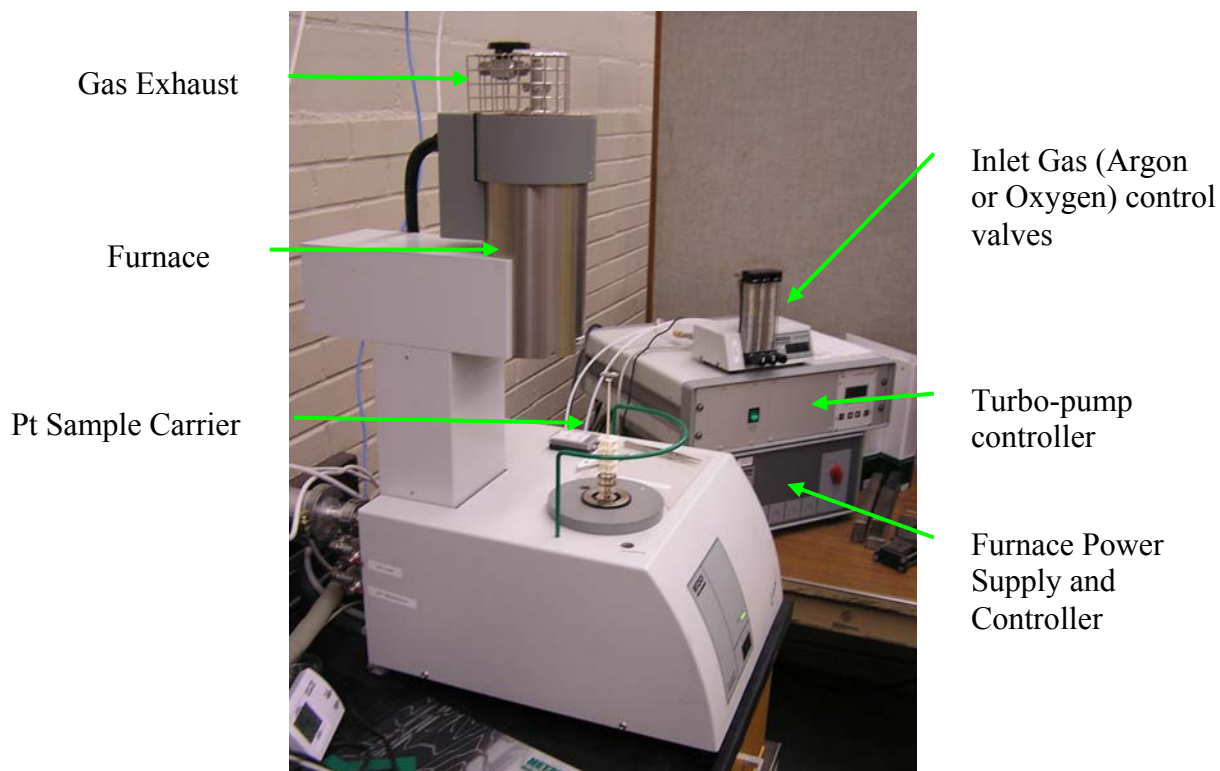 Gas Exhaust
Furnace
Pt Sample Carrier
Inlet Gas (Argon
or Oxygen) control
valves
Turbo-pump
controller
Furnace Power
Supply and
Controller